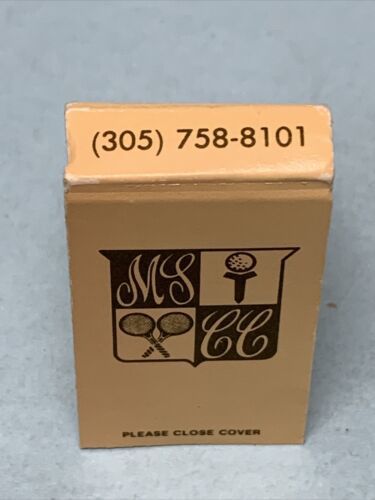 (305) 758-8101
MS
CC
PLEASE CLOSE COVER